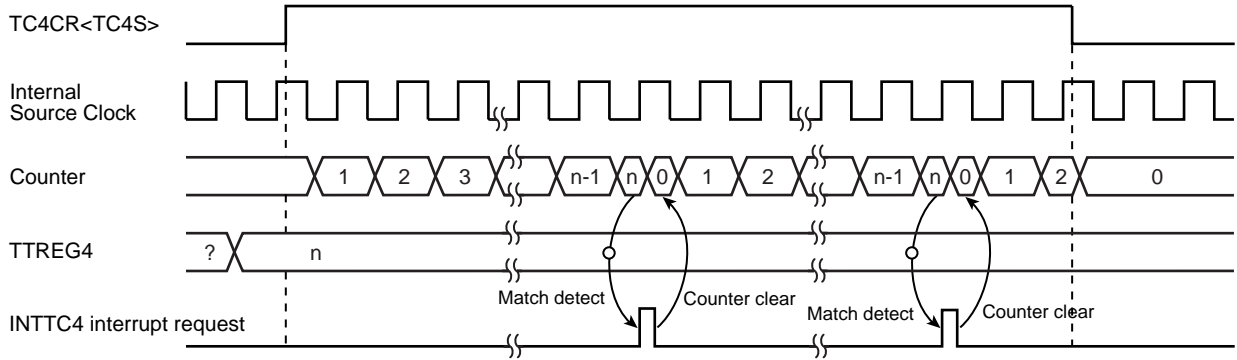 TC4CR<TC4S>
Internal
Source Clock
Counter
1 2 3 n-1 n 0 1 2 n-1 n 0 1 2 0
TTREG4
? n
Match detect Counter clear Match detect Counter clear
INTTC4 interrupt request